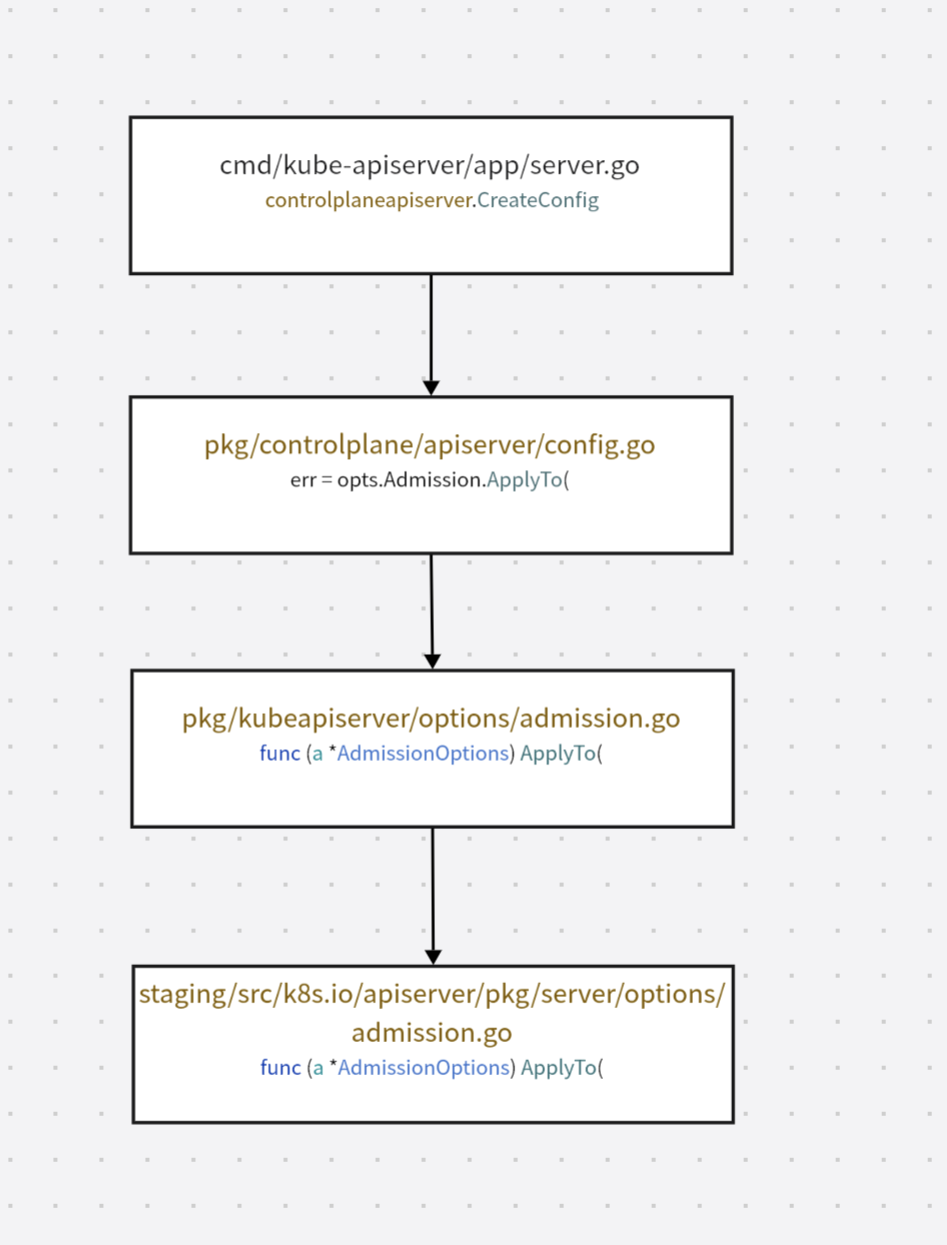 cmd/kube-apiserver/app/server.go
controlplaneapiserver.CreateConfig
pkg/controlplane/apiserver/config.go
err = opts.Admission.ApplyTo(
pkg/kubeapiserver/options/admission.go
func (a *AdmissionOptions) ApplyTo(
staging/src/k8s.io/apiserver/pkg/server/options/
admission.go
func (a *AdmissionOptions) ApplyTo(